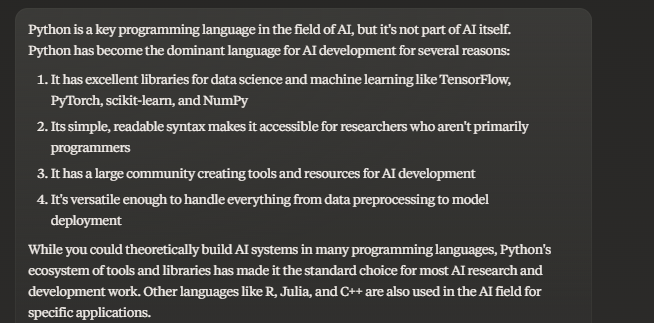 Python is a key programming language in the field of AI, but it's not part of AI itself.
Python has become the dominant language for AI development for several reasons:
1. It has excellent libraries for data science and machine learning like TensorFlow,
PyTorch, scikit-learn, and NumPy
2. Its simple, readable syntax makes it accessible for researchers who aren't primarily
programmers
3. It has a large community creating tools and resources for AI development
4. It's versatile enough to handle everything from data preprocessing to model
deployment
While you could theoretically build AI systems in many programming languages, Python's
ecosystem of tools and libraries has made it the standard choice for most AI research and
development work. Other languages like R, Julia, and C++ are also used in the AI field for
specific applications.